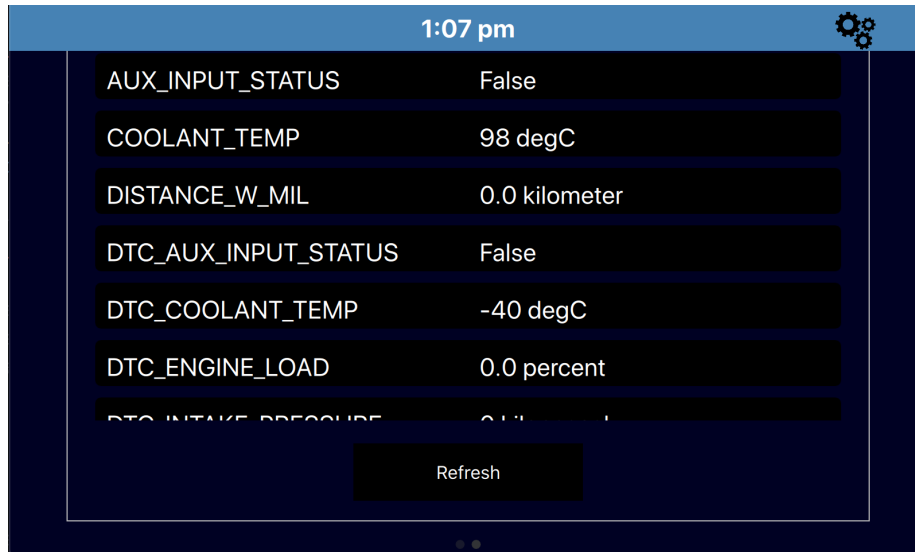 1:07 pm
AUX_INPUT_STATUS False
COOLANT_TEMP 98 degC
DISTANCE_W_MIL 0.0 kilometer
DTC_AUX_INPUT_STATUS False
DTC_COOLANT_TEMP -40 degC
DTC_ENGINE_LOAD 0.0 percent
DTC_INTAKE_PRESSURE
Refresh